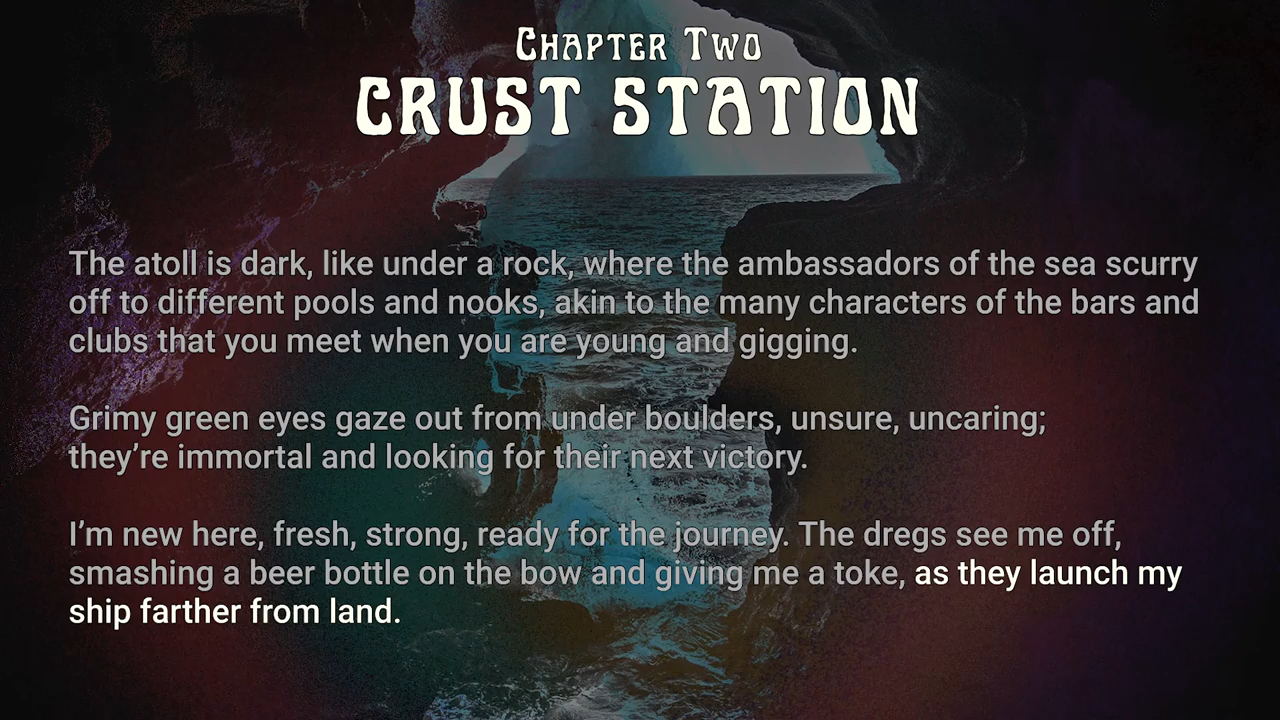 Chapter Two
CRUST STATION
The atoll is dark, like under a rock, where the ambassadors of the sea scurry
off to different pools and nooks, akin to the many characters of the bars and
clubs that you meet when you are young and gigging.
Grimy green eyes gaze out from under boulders, unsure, uncaring;
they’re immortal and looking for their next victory.
I’m new here, fresh, strong, ready for the journey. The dregs see me off,
smashing a beer bottle on the bow and giving me a toke, as they launch my
ship farther from land.